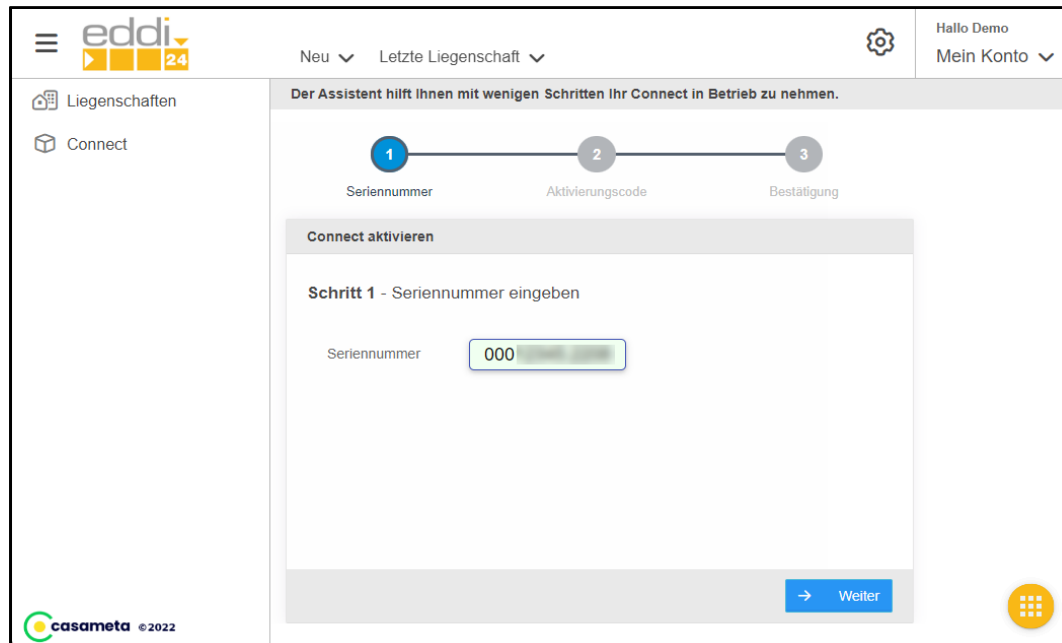 eddi
24
Neu
Letzte Liegenschaft
Hallo Demo
Mein Konto
Liegenschaften
Connect
Der Assistent hilft Ihnen mit wenigen Schritten Ihr Connect in Betrieb zu nehmen.
1
2
3
Seriennummer
Aktivierungscode
Bestätigung
Connect aktivieren
Schritt 1 - Seriennummer eingeben
Seriennummer
000
Weiter
casameta ©2022